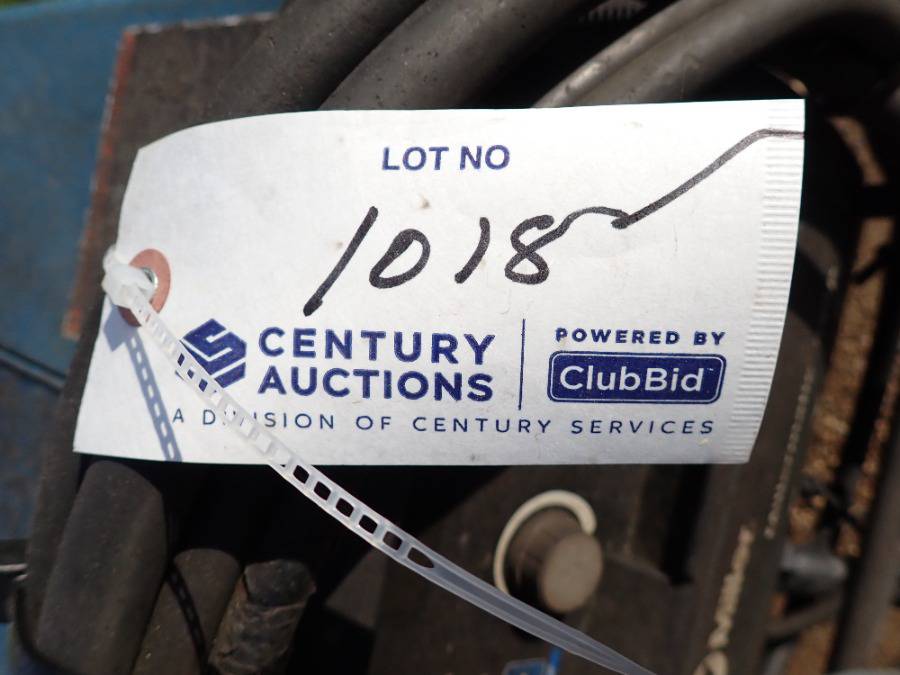 LOT NO
1018
CENTURY
AUCTIONS
POWERED BY
ClubBid
A DIVISION OF CENTURY SERVICES